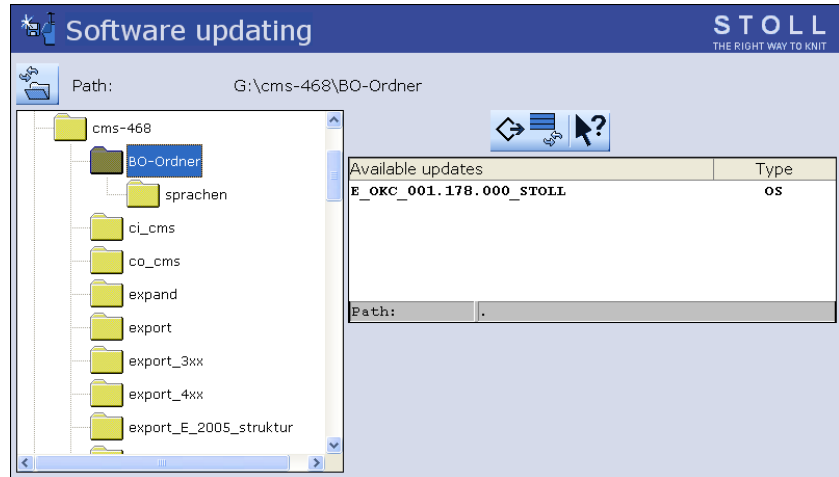 Software updating
STOLL
THE RIGHT WAY TO KNIT
Path: G:\cms-468\BO-Ordner
cms-468
BO-Ordner
sprachen
ci_cms
co_cms
expand
export
export_3xx
export_4xx
export_E_2005_struktur
?
Available updates Type
E_OKC_001.178.000_STOLL OS
Path: .